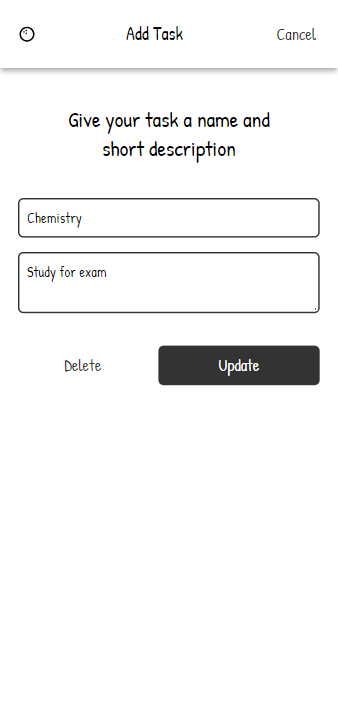 Add Task
Cancel
Give your task a name and
short description
Chemistry
Study for exam
Delete
Update